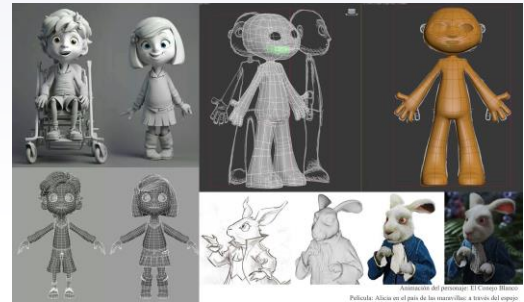 Animación del personaje: El Conejo Blanco
Película: Alicia en el país de las maravillas: a través del espejo